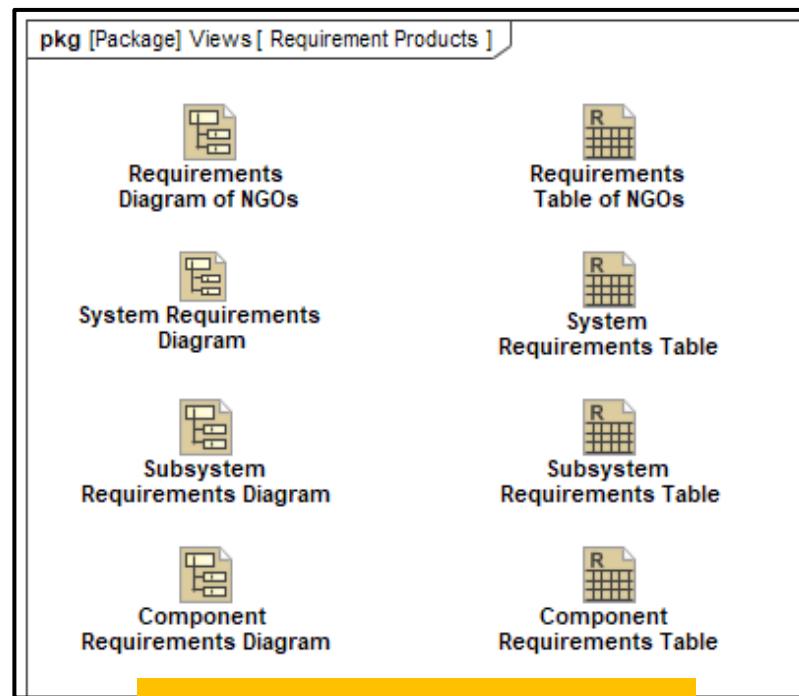 pkg [Package] Views [ Requirement Products ]
Requirements
Diagram of NGOs
R
Requirements
Table of NGOs
System Requirements
Diagram
R
System
Requirements Table
Subsystem
Requirements Diagram
R
Subsystem
Requirements Table
Component
Requirements Diagram
R
Component
Requirements Table